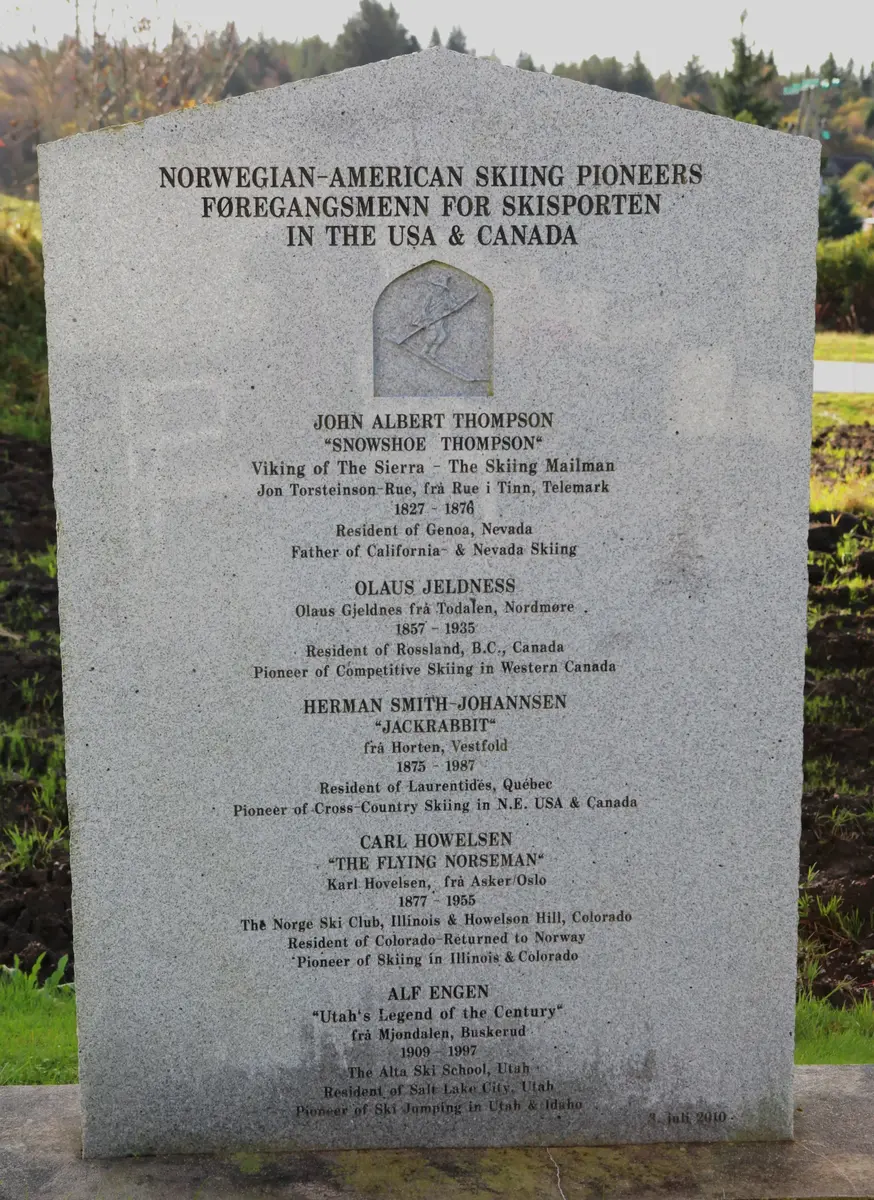 NORWEGIAN-AMERICAN SKIING PIONEERS
FØREGANGSMENN FOR SKISPORTEN
IN THE USA & CANADA
JOHN ALBERT THOMPSON
"SNOWSHOE THOMPSON"
Viking of The Sierra - The Skiing Mailman
Jon Torsteinson-Rue, frå Rue i Tinn, Telemark
1827 - 1876
Resident of Genoa, Nevada
Father of California- & Nevada Skiing
OLAUS JELDNESS
Olaus Gjeldnes frå Todalen, Nordmøre
1857 - 1935
Resident of Rossland, B.C., Canada
Pioneer of Competitive Skiing in Western Canada
HERMAN SMITH-JOHANNSEN
"JACKRABBIT"
frå Horten, Vestfold
1875 - 1987
Resident of Laurentides, Québec
Pioneer of Cross-Country Skiing in N.E. USA & Canada
CARL HOWELSEN
"THE FLYING NORSEMAN"
Karl Hovelsen, frå Asker/Oslo
1877 - 1955
The Norge Ski Club, Illinois & Howelson Hill, Colorado
Resident of Colorado-Returned to Norway
Pioneer of Skiing in Illinois & Colorado
ALF ENGEN
"Utah's Legend of the Century"
frå Mjøndalen, Buskerud
1909 - 1997
The Alta Ski School, Utah
Resident of Salt Lake City, Utah
Pioneer of Ski Jumping in Utah & Idaho
3. juli 2010